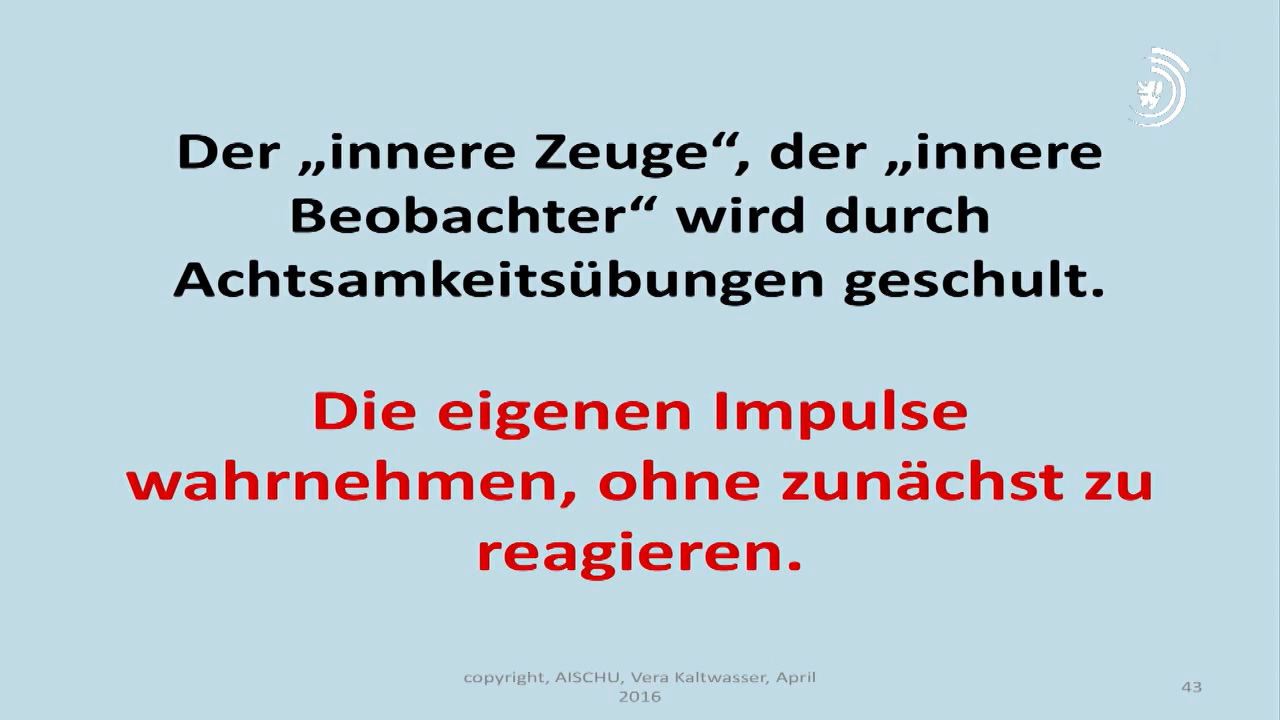 Der „innere Zeuge“, der „innere
Beobachter“ wird durch
Achtsamkeitsübungen geschult.
Die eigenen Impulse
wahrnehmen, ohne zunächst zu
reagieren.
copyright, AISCHU, Vera Kaltwasser, April
2016
43